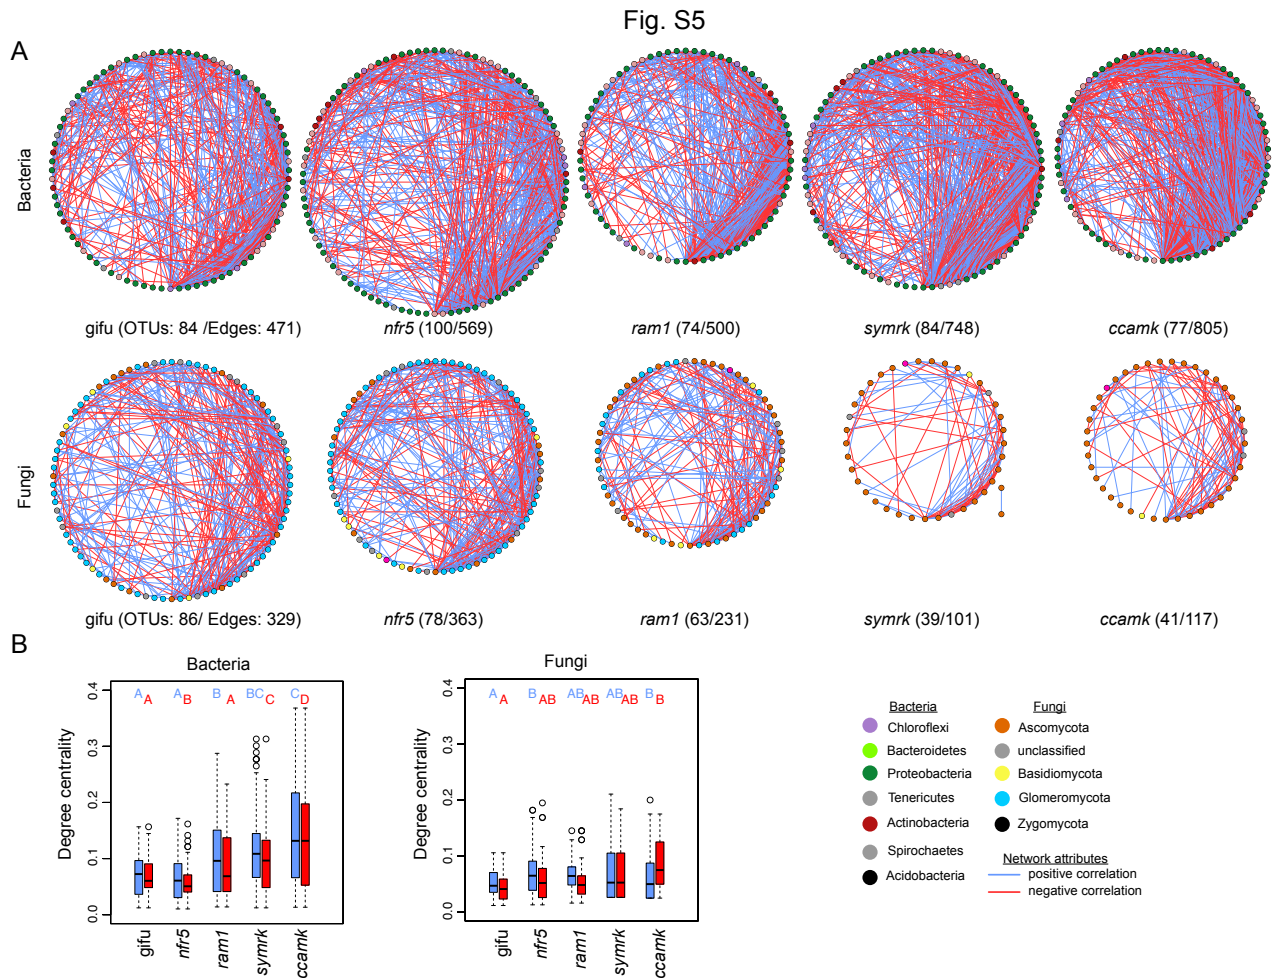 Fig. S5
A
Bacteria
gifu (OTUs: 84 /Edges: 471)
nfr5 (100/569)
ram1 (74/500)
symrk (84/748)
ccamk (77/805)
Fungi
gifu (OTUs: 86/ Edges: 329)
nfr5 (78/363)
ram1 (63/231)
symrk (39/101)
ccamk (41/117)
B
Bacteria
Degree centrality
0.4
0.3
0.2
0.1
0.0
A A A B B A BC C C D
gifu
nfr5
ram1
symrk
ccamk
Fungi
Degree centrality
0.4
0.3
0.2
0.1
0.0
A A B AB AB AB AB AB B B
gifu
nfr5
ram1
symrk
ccamk
Bacteria
Chloroflexi
Bacteroidetes
Proteobacteria
Tenericutes
Actinobacteria
Spirochaetes
Acidobacteria
Fungi
Ascomycota
unclassified
Basidiomycota
Glomeromycota
Zygomycota
Network attributes
positive correlation
negative correlation